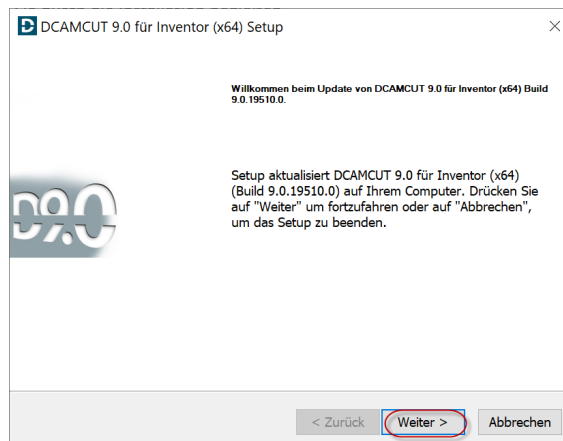 DCAMCUT 9.0 für Inventor (x64) Setup
Willkommen beim Update von DCAMCUT 9.0 für Inventor (x64) Build
9.0.19510.0.
Setup aktualisiert DCAMCUT 9.0 für Inventor (x64)
(Build 9.0.19510.0) auf Ihrem Computer. Drücken Sie
auf "Weiter" um fortzufahren oder auf "Abbrechen",
um das Setup zu beenden.
D9.0
< Zurück Weiter > Abbrechen